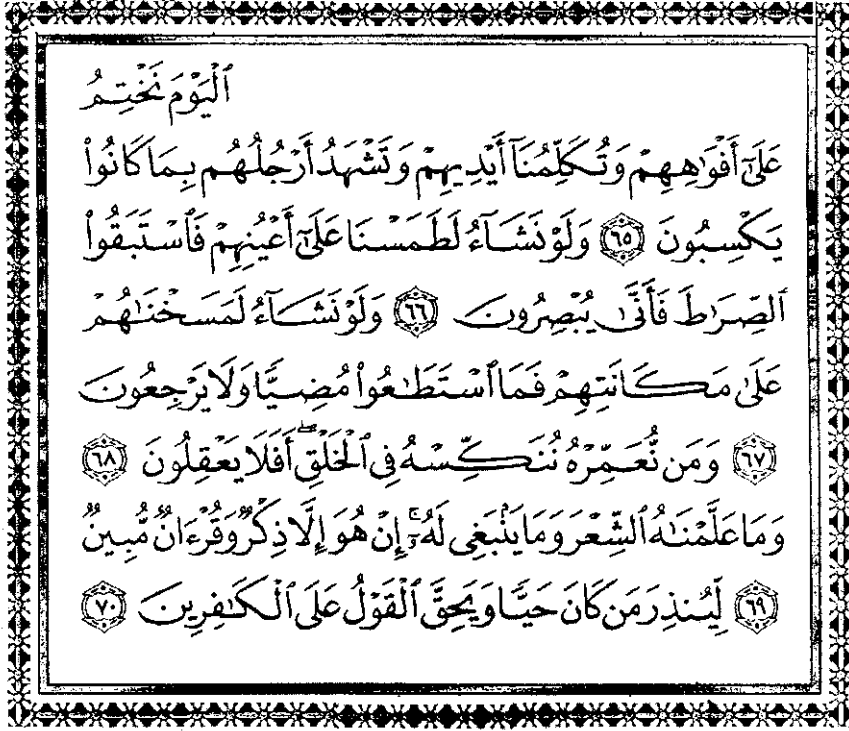 ٱلْيَوْمَ نَخْتِمُ
عَلَىٰٓ أَفْوَٰهِهِمْ وَتُكَلِّمُنَآ أَيْدِيهِمْ وَتَشْهَدُ أَرْجُلُهُم بِمَا كَانُوا۟
يَكْسِبُونَ ٦٥ وَلَوْ نَشَآءُ لَطَمَسْنَا عَلَىٰٓ أَعْيُنِهِمْ فَٱسْتَبَقُوا۟
ٱلصِّرَٰطَ فَأَنَّىٰ يُبْصِرُونَ ٦٦ وَلَوْ نَشَآءُ لَمَسَخْنَٰهُمْ
عَلَىٰ مَكَانَتِهِمْ فَمَا ٱسْتَطَٰعُوا۟ مُضِيًّا وَلَا يَرْجِعُونَ
٦٧ وَمَن نُّعَمِّرْهُ نُنَكِّسْهُ فِى ٱلْخَلْقِ ۖ أَفَلَا يَعْقِلُونَ ٦٨
وَمَا عَلَّمْنَٰهُ ٱلشِّعْرَ وَمَا يَنۢبَغِى لَهُۥٓ ۚ إِنْ هُوَ إِلَّا ذِكْرٌ وَقُرْءَانٌ مُّبِينٌ
٦٩ لِّيُنذِرَ مَن كَانَ حَيًّا وَيَحِقَّ ٱلْقَوْلُ عَلَى ٱلْكَٰفِرِينَ ٧٠